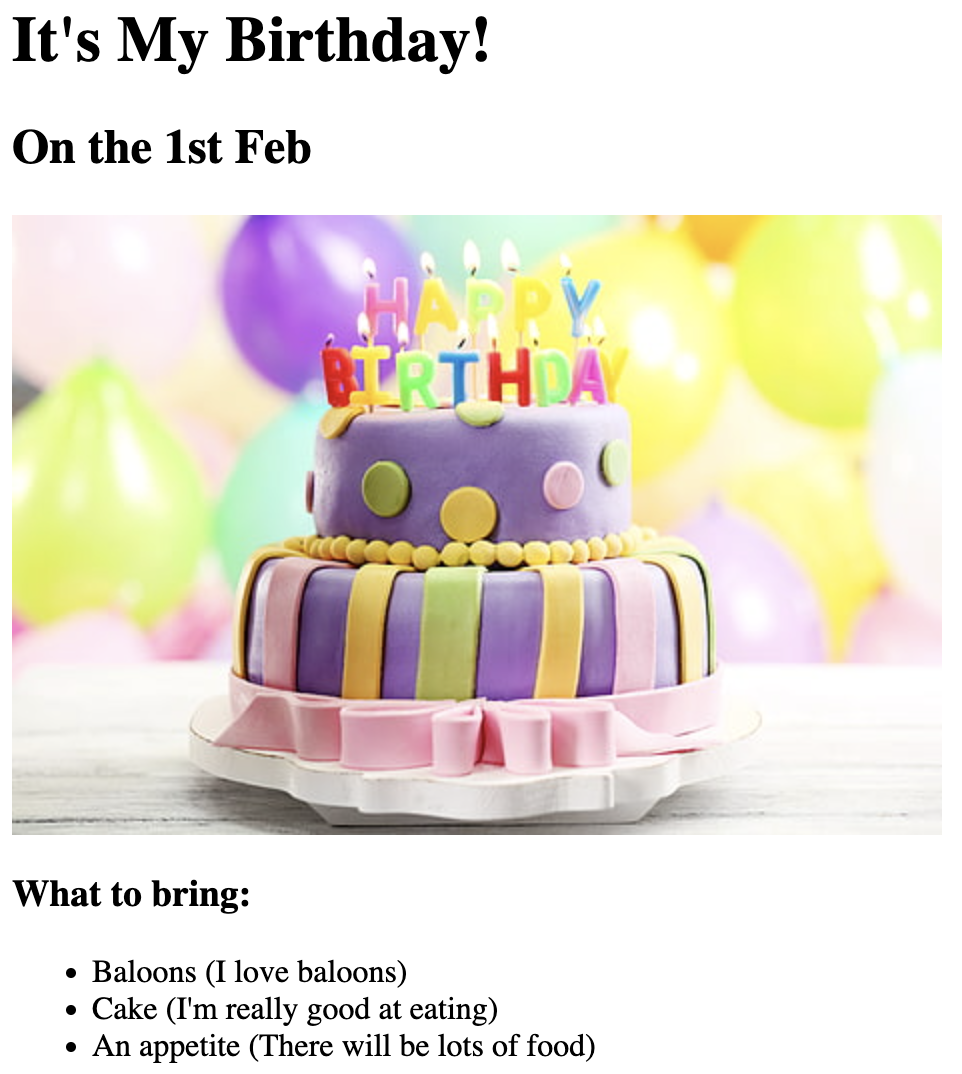 It's My Birthday!
On the 1st Feb
HAPPY
BIRTHDAY
What to bring:
Baloons (I love baloons)
Cake (I'm really good at eating)
An appetite (There will be lots of food)